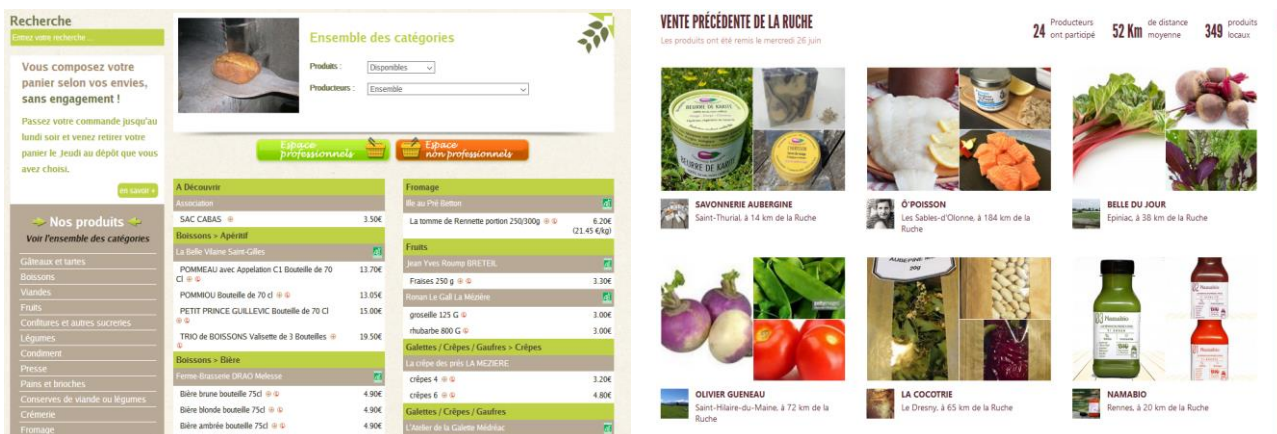 Recherche
Entrez votre recherche ...
Vous composez votre
panier selon vos envies,
sans engagement !
Passez votre commande jusqu'au
lundi soir et venez retirer votre
panier le Jeudi au dépôt que vous
avez choisi.
en savoir +
Nos produits
Voir l'ensemble des catégories
Gâteaux et tartes
Boissons
Viandes
Fruits
Confitures et autres sucreries
Légumes
Condiment
Presse
Pains et brioches
Conserves de viande ou légumes
Crémerie
Fromage
Ensemble des catégories
Produits : Disponibles
Producteurs : Ensemble
Espace
professionnels
Espace
non professionnels
A Découvrir
Association
SAC CABAS 3.50€
Boissons > Apéritif
La Belle Vilaine Saint-Gilles
POMMEAU avec Appelation C1 Bouteille de 70 13.70€
Cl
POMMIOU Bouteille de 70 cl 13.05€
PETIT PRINCE GUILLEVIC Bouteille de 70 Cl 15.00€
TRIO de BOISSONS Valisette de 3 Bouteilles 19.50€
Boissons > Bière
Ferme-Brasserie DRAO Melesse
Bière brune bouteille 75cl 4.90€
Bière blonde bouteille 75cl 4.90€
Bière ambrée bouteille 75cl 4.90€
Fromage
Ille au Pré Betton
La tomme de Rennette portion 250/300g 6.20€
(21.45 €/kg)
Fruits
Jean Yves Roump BRETEIL
Fraises 250 g 3.30€
Ronan Le Gall La Mézière
groseille 125 G 3.00€
rhubarbe 800 G 3.00€
Galettes / Crêpes / Gaufres > Crêpes
La crêpe des prés LA MEZIERE
crêpes 4 3.20€
crêpes 6 4.80€
Galettes / Crêpes / Gaufres
L'Atelier de la Galette Médréac
VENTE PRÉCÉDENTE DE LA RUCHE
Les produits ont été remis le mercredi 26 juin
24 Producteurs
ont participé
52 Km de distance
moyenne
349 produits
locaux
BEURRE DE KARITÉ
SAVONNERIE AUBERGINE
Saint-Thurial, à 14 km de la Ruche
Ô'POISSON
Les Sables-d'Olonne, à 184 km de la
Ruche
BELLE DU JOUR
Epiniac, à 38 km de la Ruche
AUBEPINE
20g
Namabio
OLIVIER GUENEAU
Saint-Hilaire-du-Maine, à 72 km de la
Ruche
LA COCOTRIE
Le Dresny, à 65 km de la Ruche
NAMABIO
Rennes, à 20 km de la Ruche